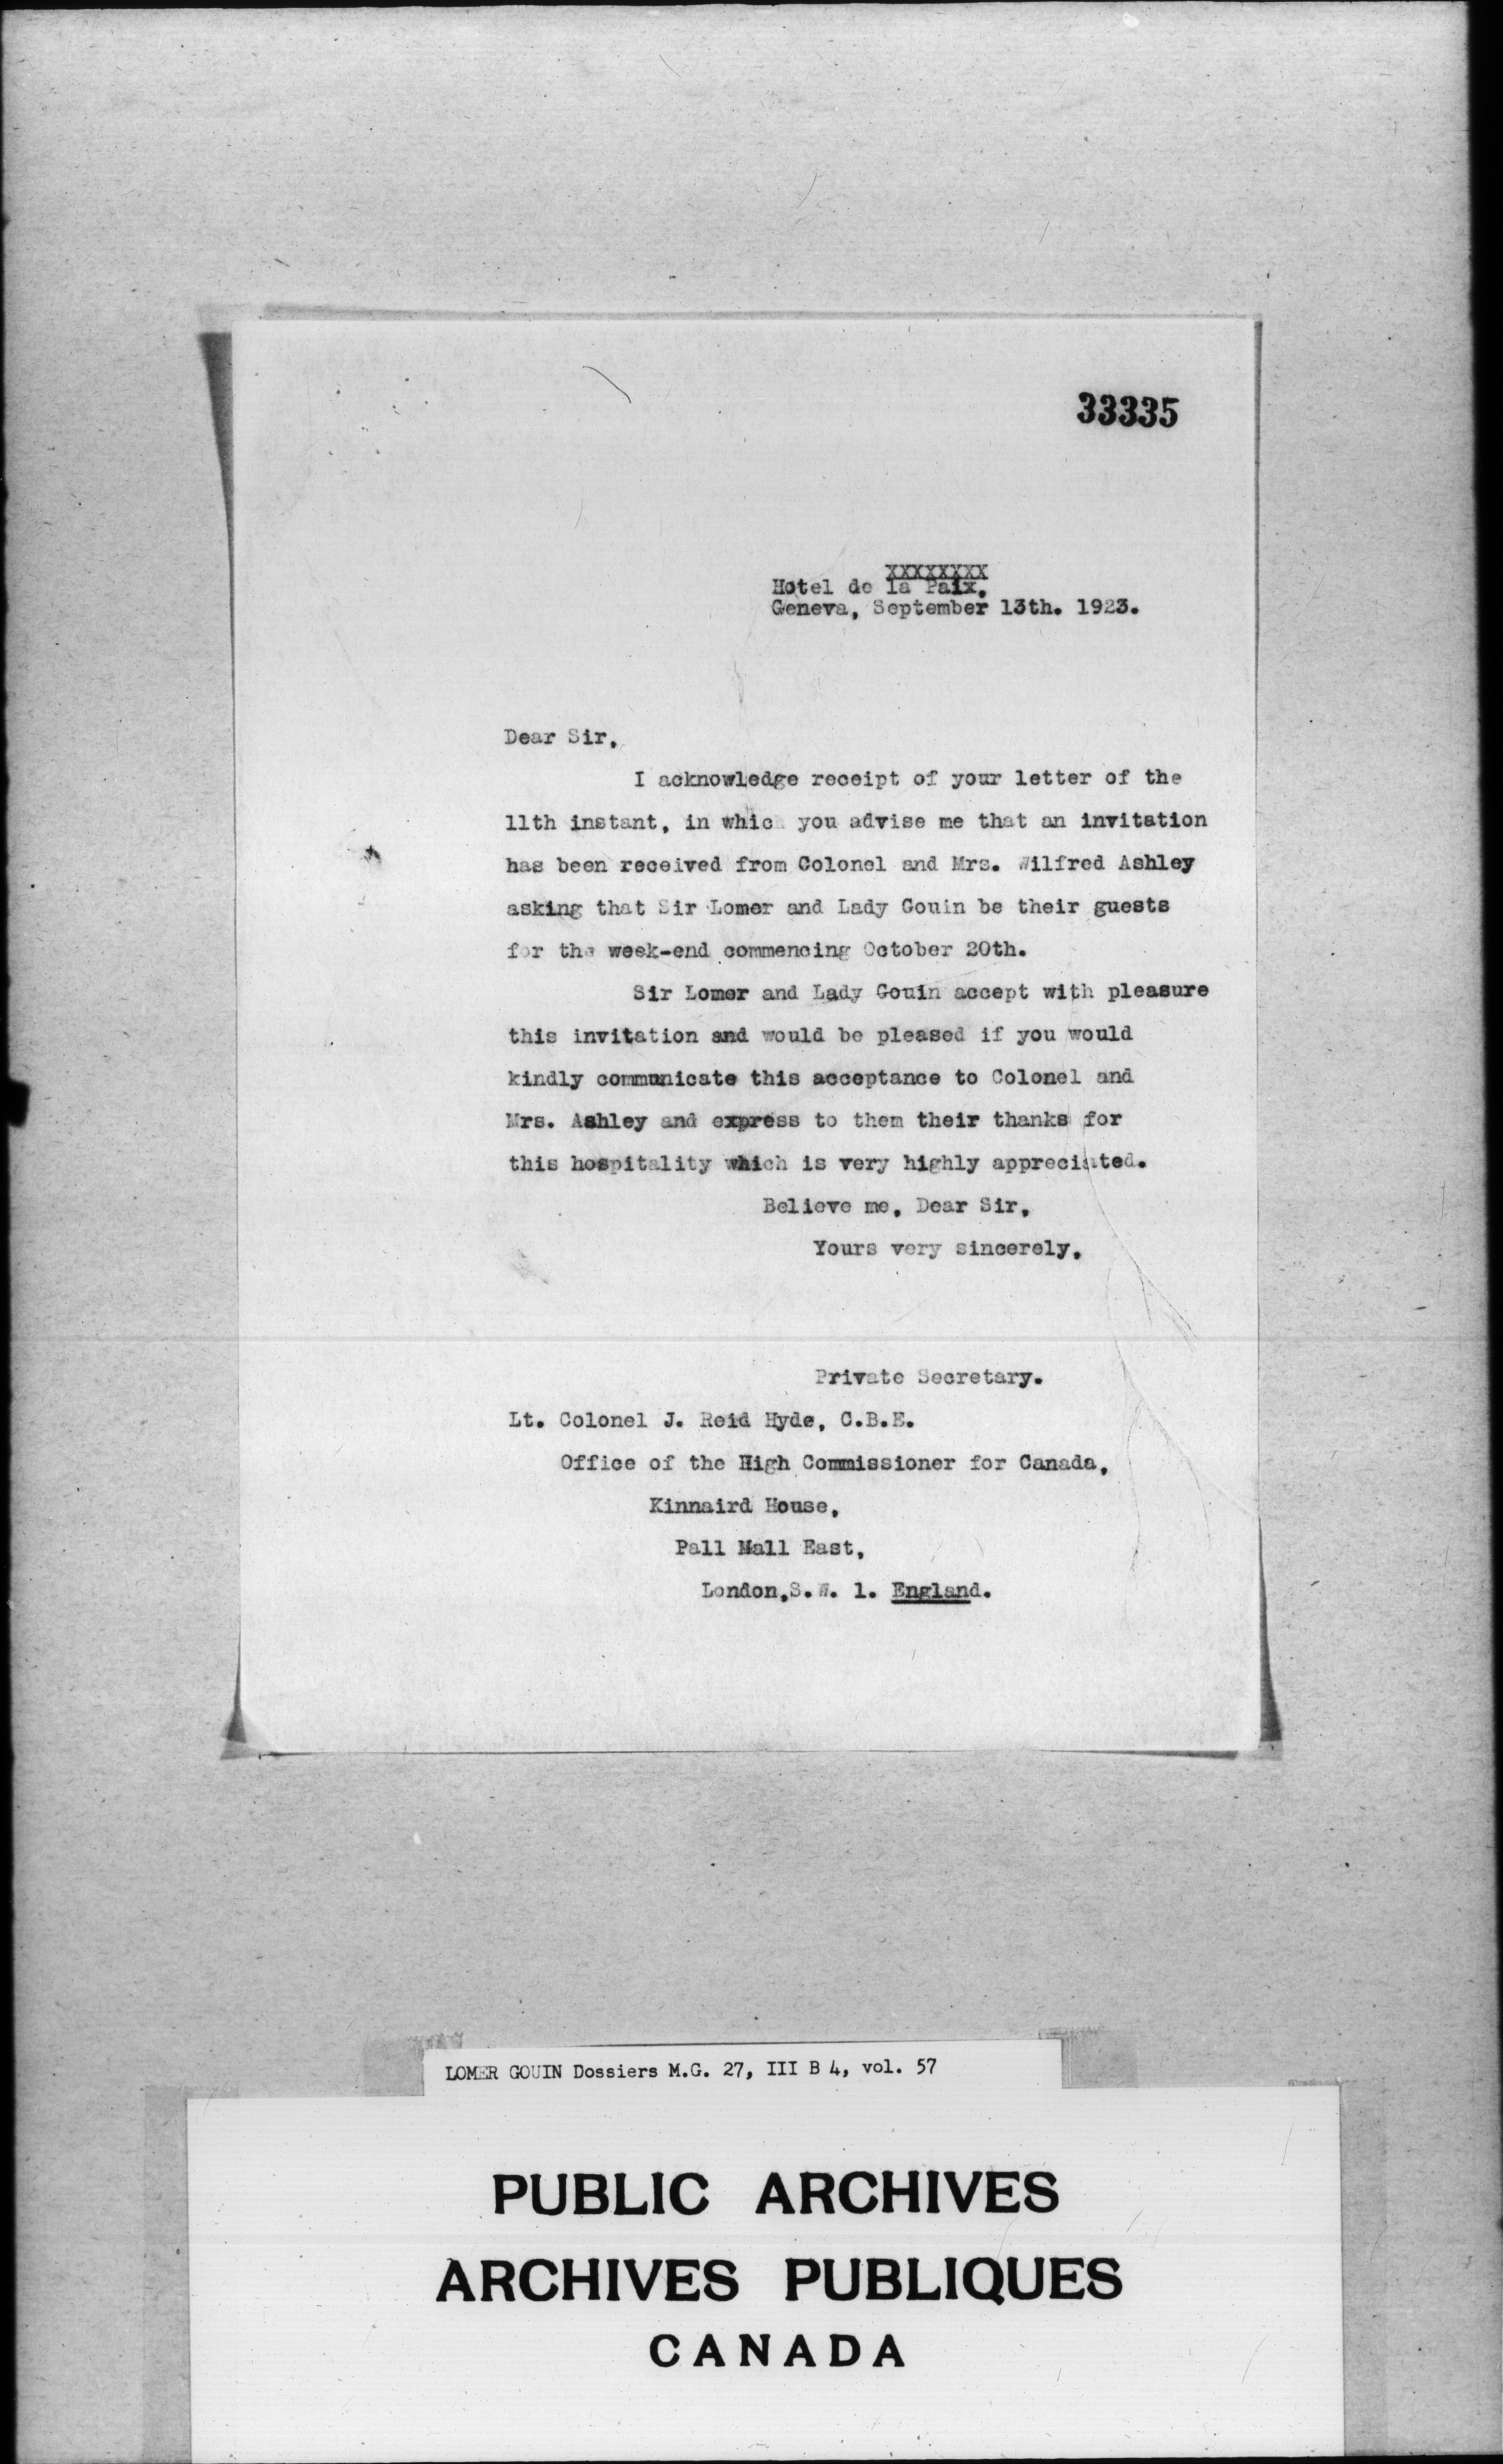 33335
XXXXXXXX
Hotel de la Paix,
Geneva, September 13th. 1923.
Dear Sir,
I acknowledge receipt of your letter of the
11th instant, in which you advise me that an invitation
has been received from Colonel and Mrs. Wilfred Ashley
asking that Sir Lomer and Lady Gouin be their guests
for the week-end commencing October 20th.
Sir Lomer and Lady Gouin accept with pleasure
this invitation and would be pleased if you would
kindly communicate this acceptance to Colonel and
Mrs. Ashley and express to them their thanks for
this hospitality which is very highly appreciated.
Believe me, Dear Sir,
Yours very sincerely,
Private Secretary.
Lt. Colonel J. Reid Hyde, C.B.E.
Office of the High Commissioner for Canada,
Kinnaird House,
Pall Mall East,
London,S.W. 1. England.
LOMER GOUIN Dossiers M.G. 27, III B 4, vol. 57
PUBLIC ARCHIVES
ARCHIVES PUBLIQUES
CANADA